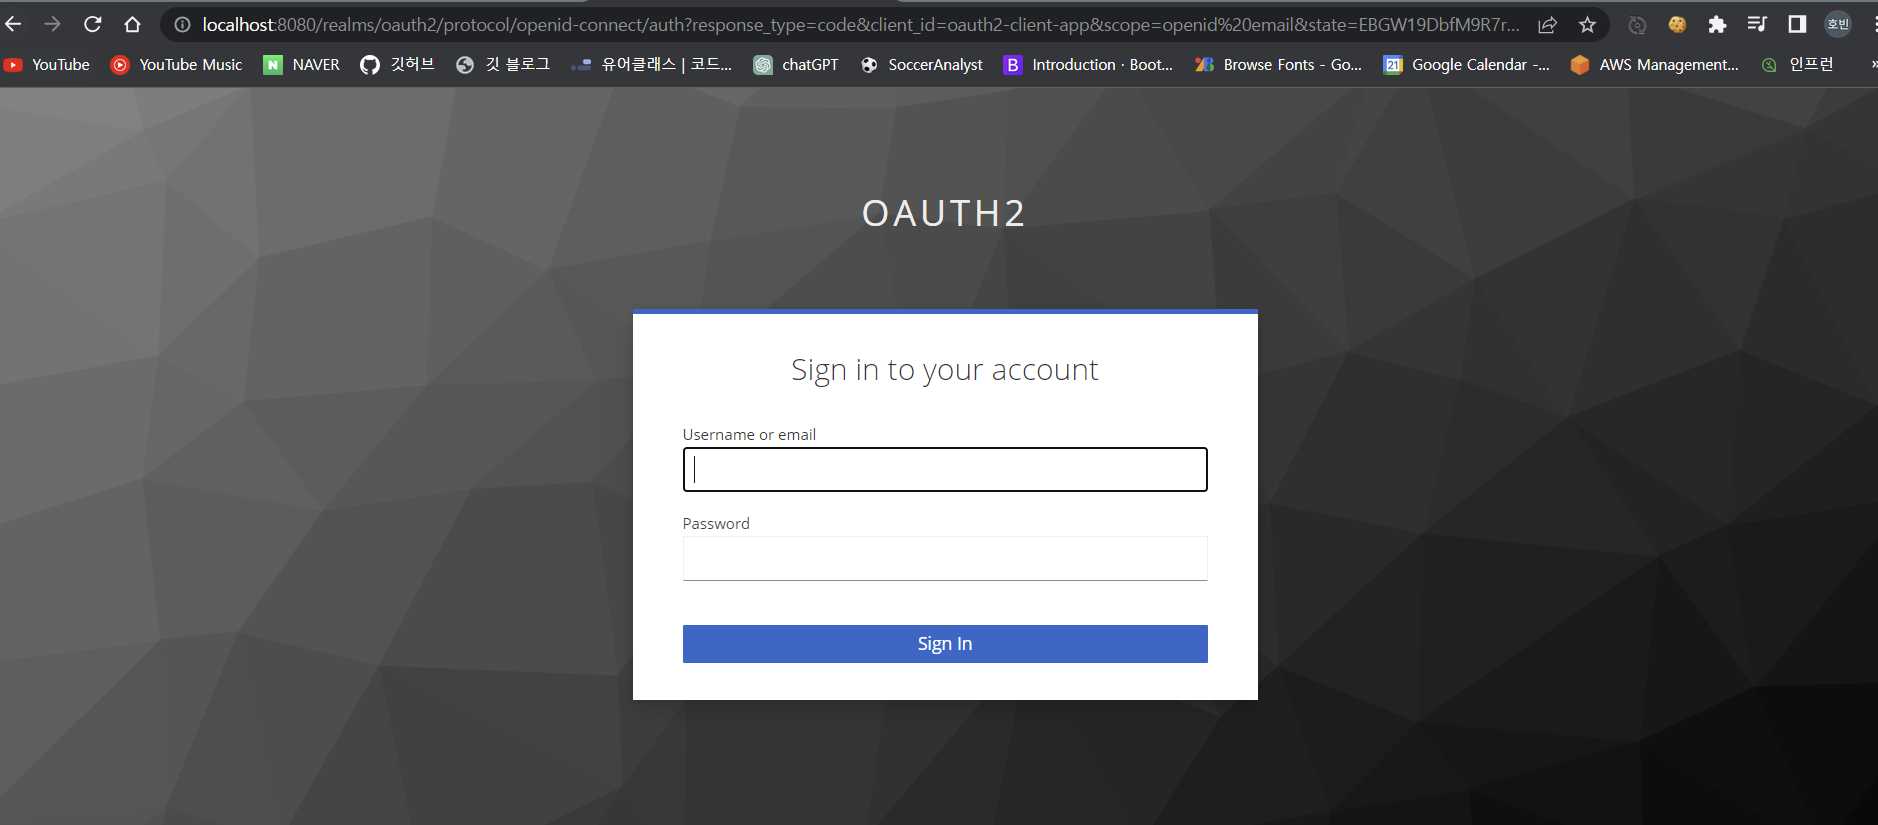 localhost:8080/realms/oauth2/protocol/openid-connect/auth?response_type=code&client_id=oauth2-client-app&scope=openid%20email&state=EBGW19DbfM9R7r...
호빈
YouTube YouTube Music NAVER 깃허브 깃 블로그 유어클래스 | 코드... chatGPT SoccerAnalyst Introduction · Boot... Browse Fonts - Go... Google Calendar -... AWS Management... 인프런 »
OAUTH2
Sign in to your account
Username or email
Password
Sign In